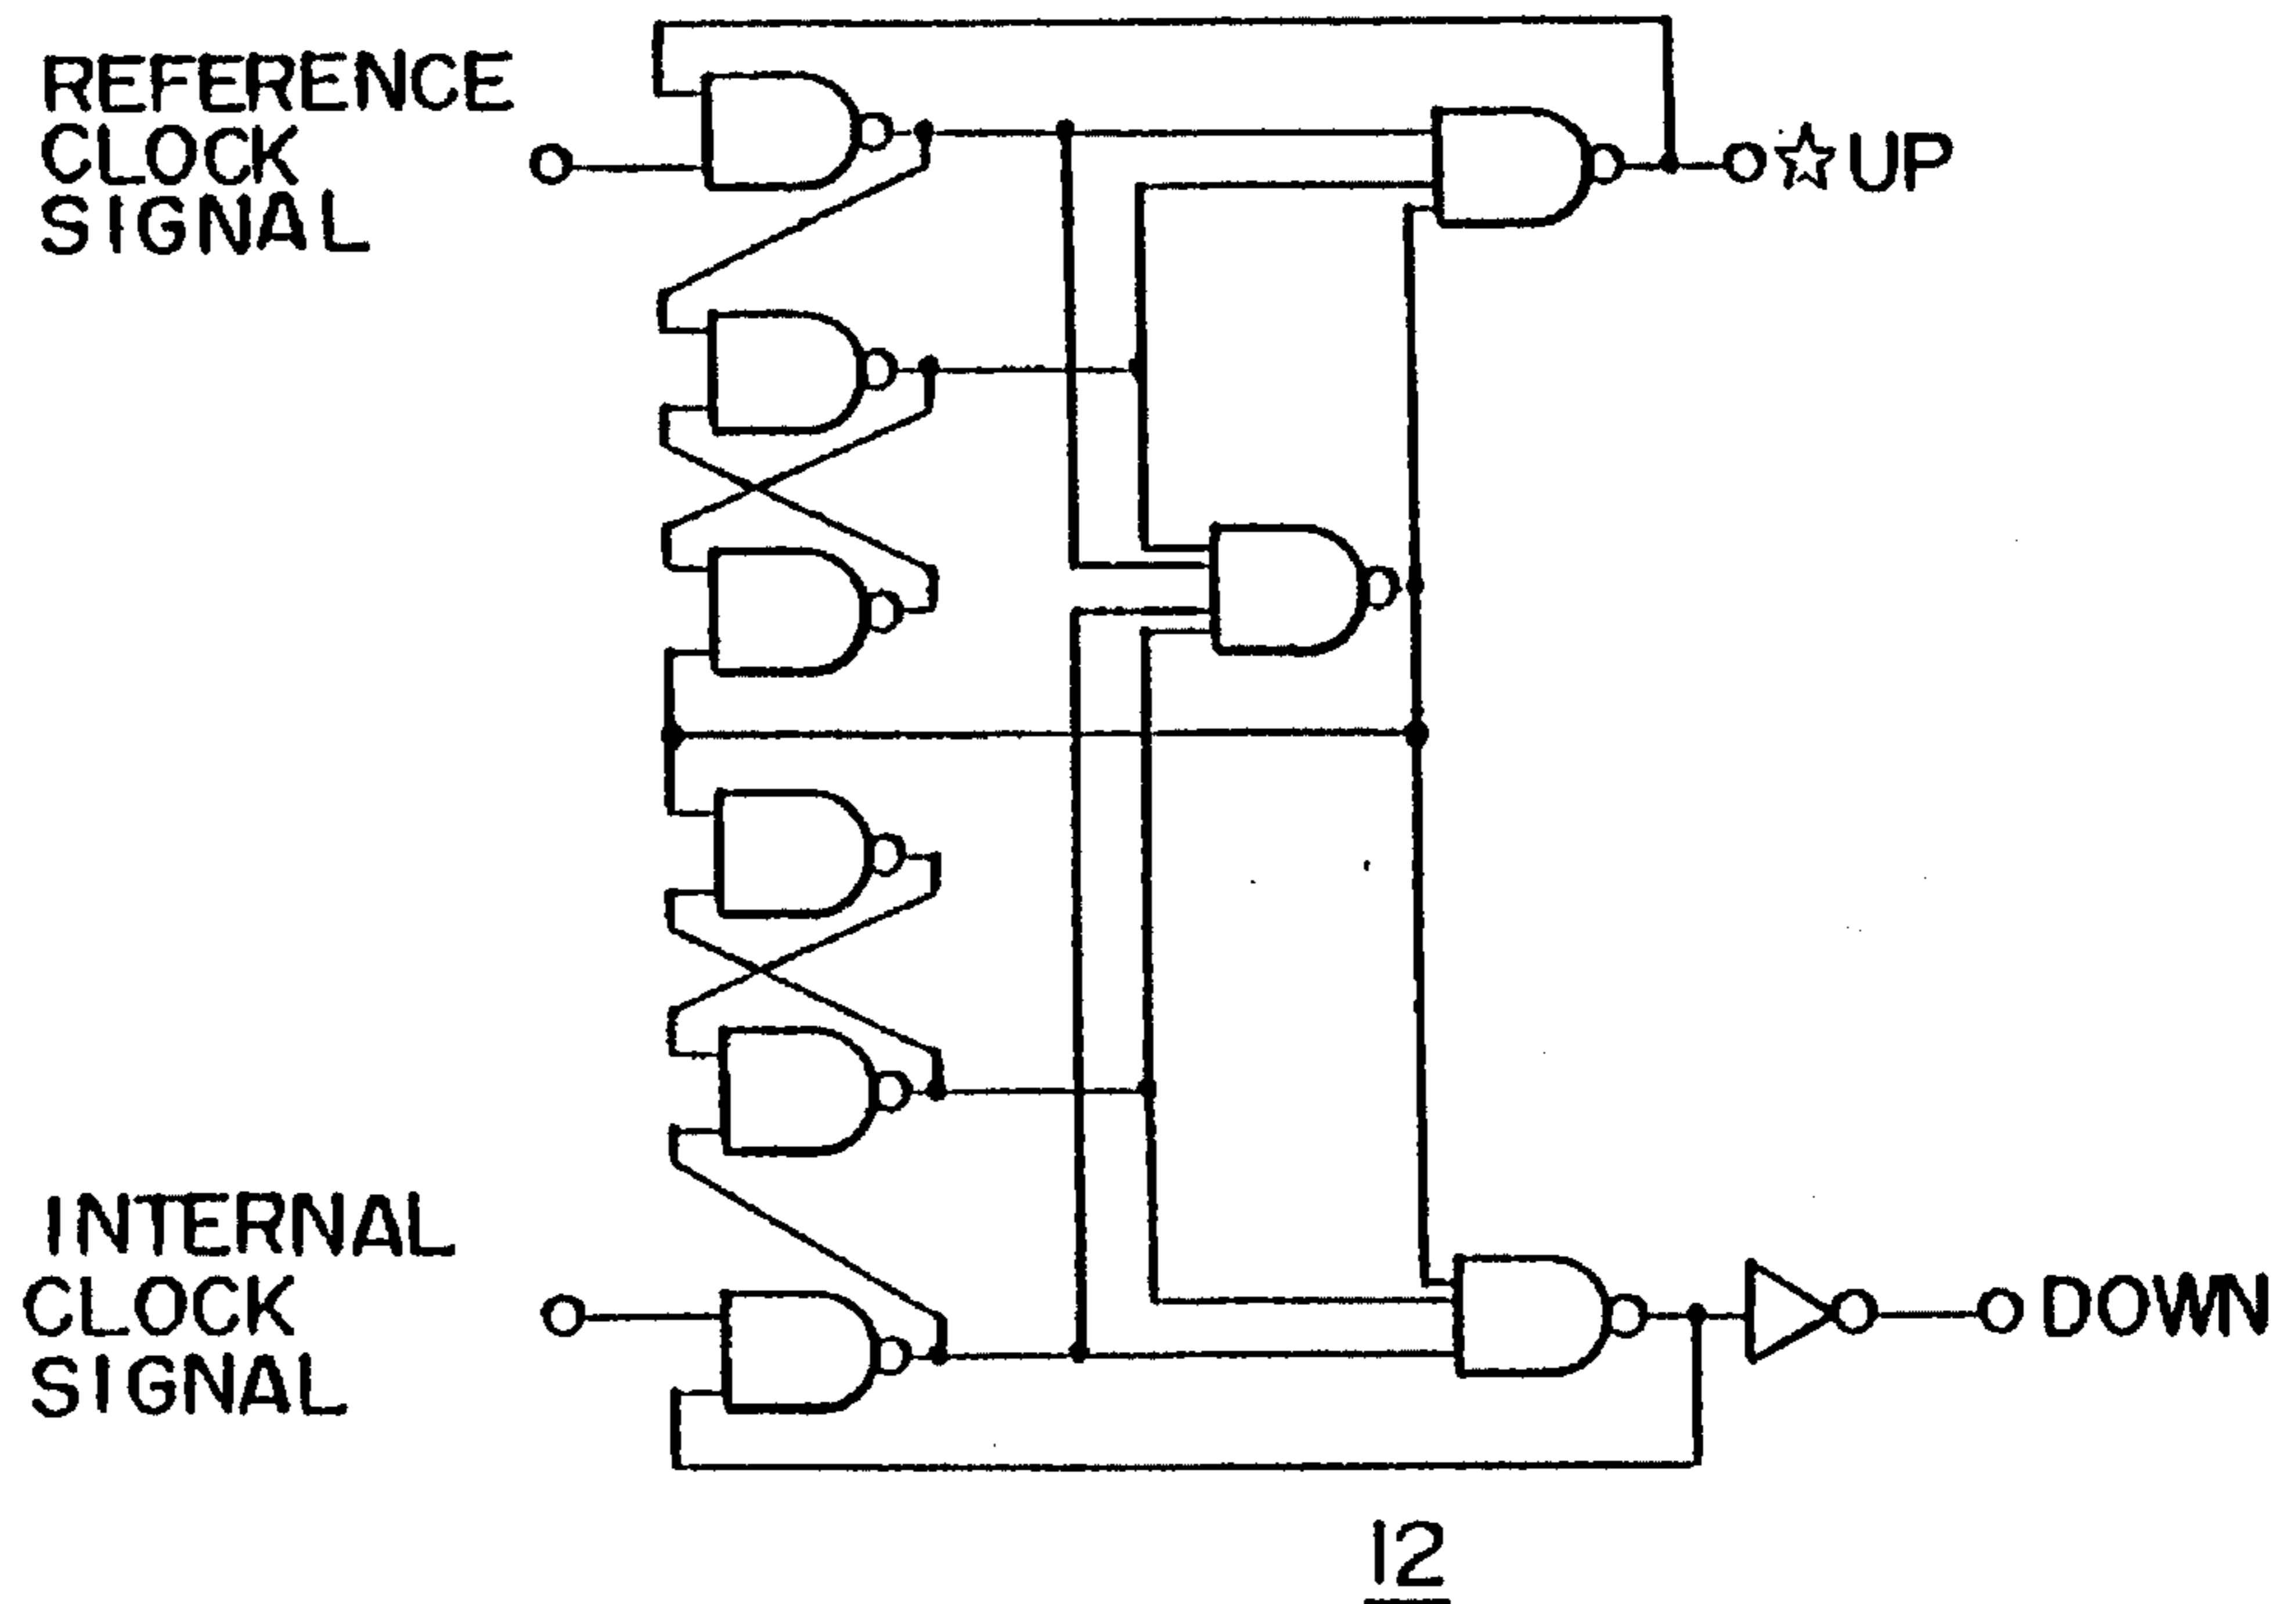 REFERENCE
CLOCK
SIGNAL
☆UP
INTERNAL
CLOCK
SIGNAL
DOWN
12